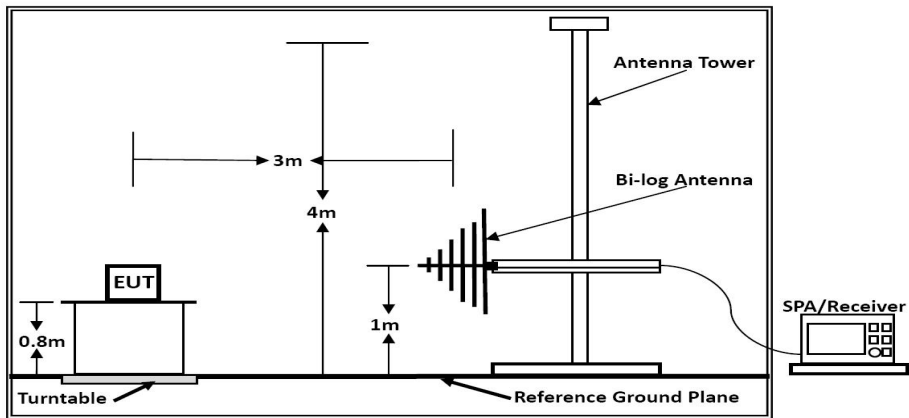 Antenna Tower
3m
Bi-log Antenna
4m
EUT
SPA/Receiver
0.8m
1m
Turntable
Reference Ground Plane